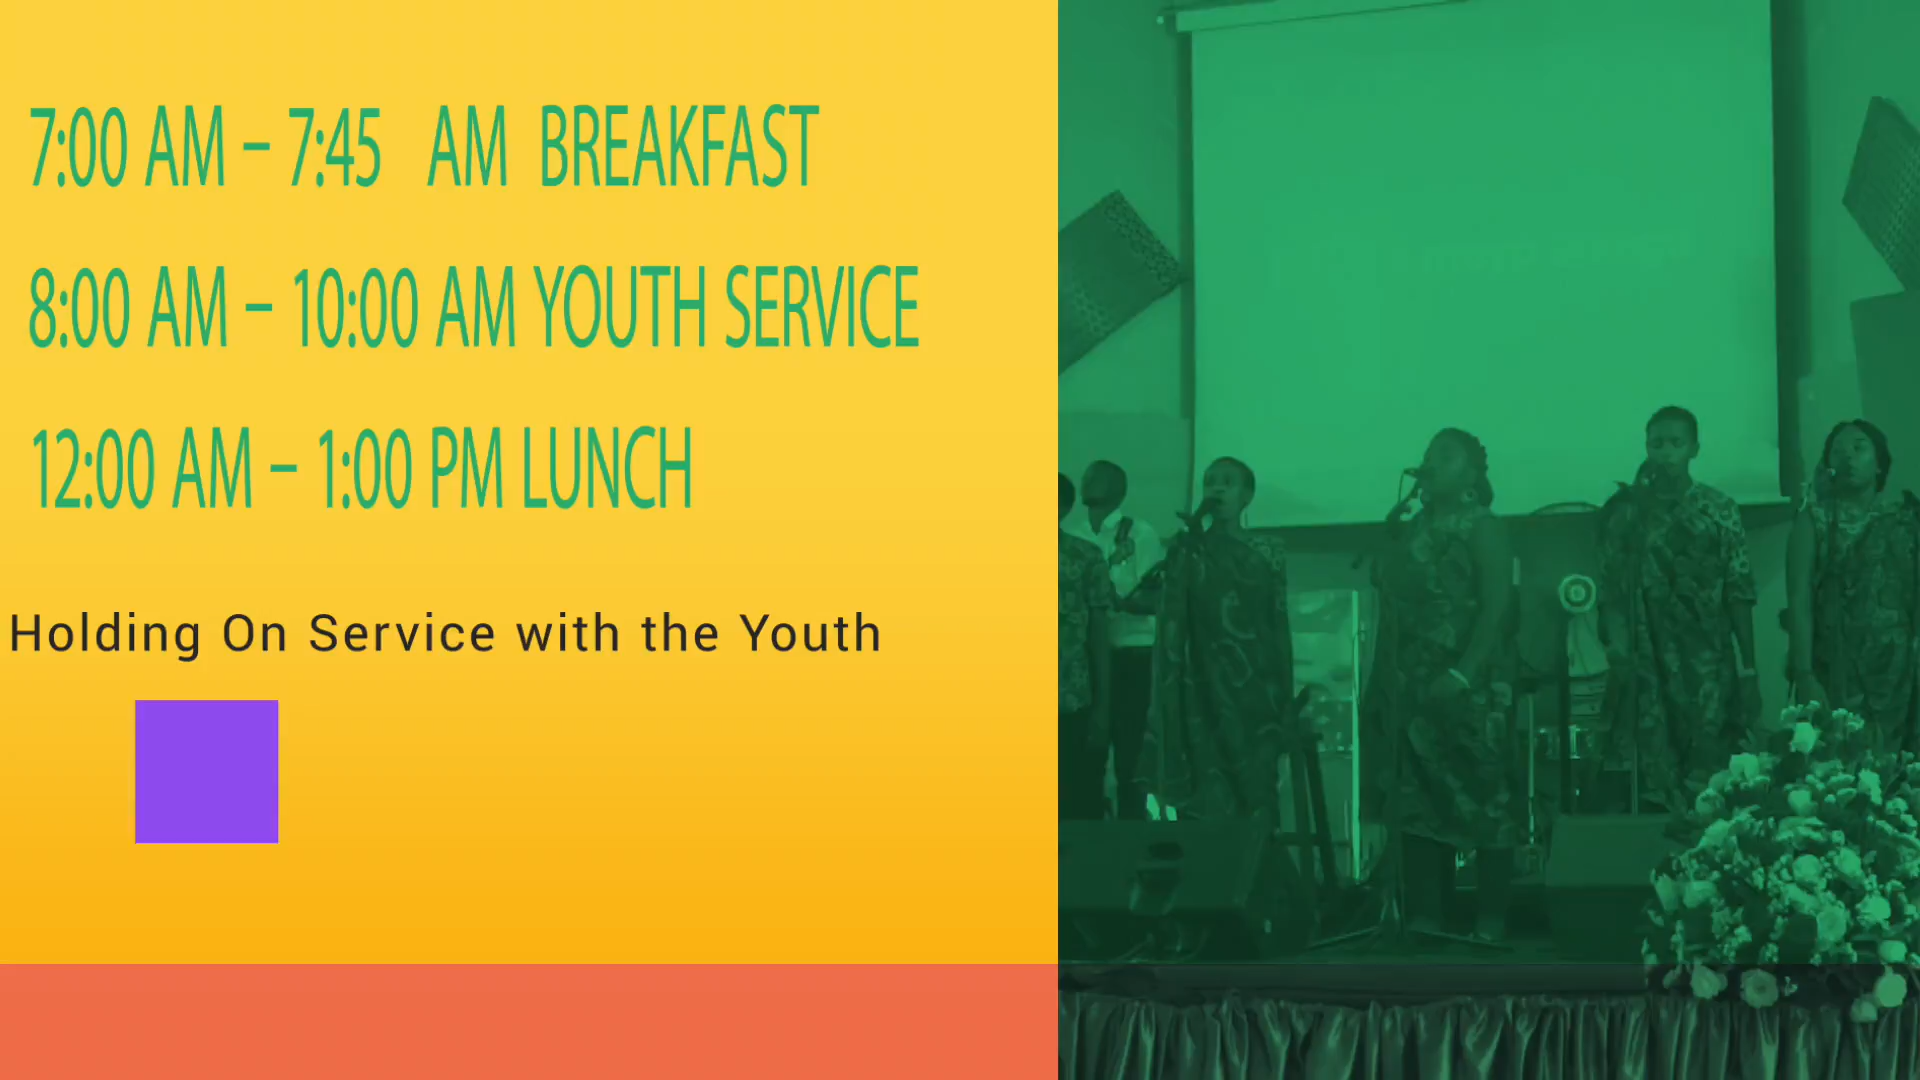 7:00 AM – 7:45 AM BREAKFAST
8:00 AM – 10:00 AM YOUTH SERVICE
12:00 AM – 1:00 PM LUNCH
Holding On Service with the Youth